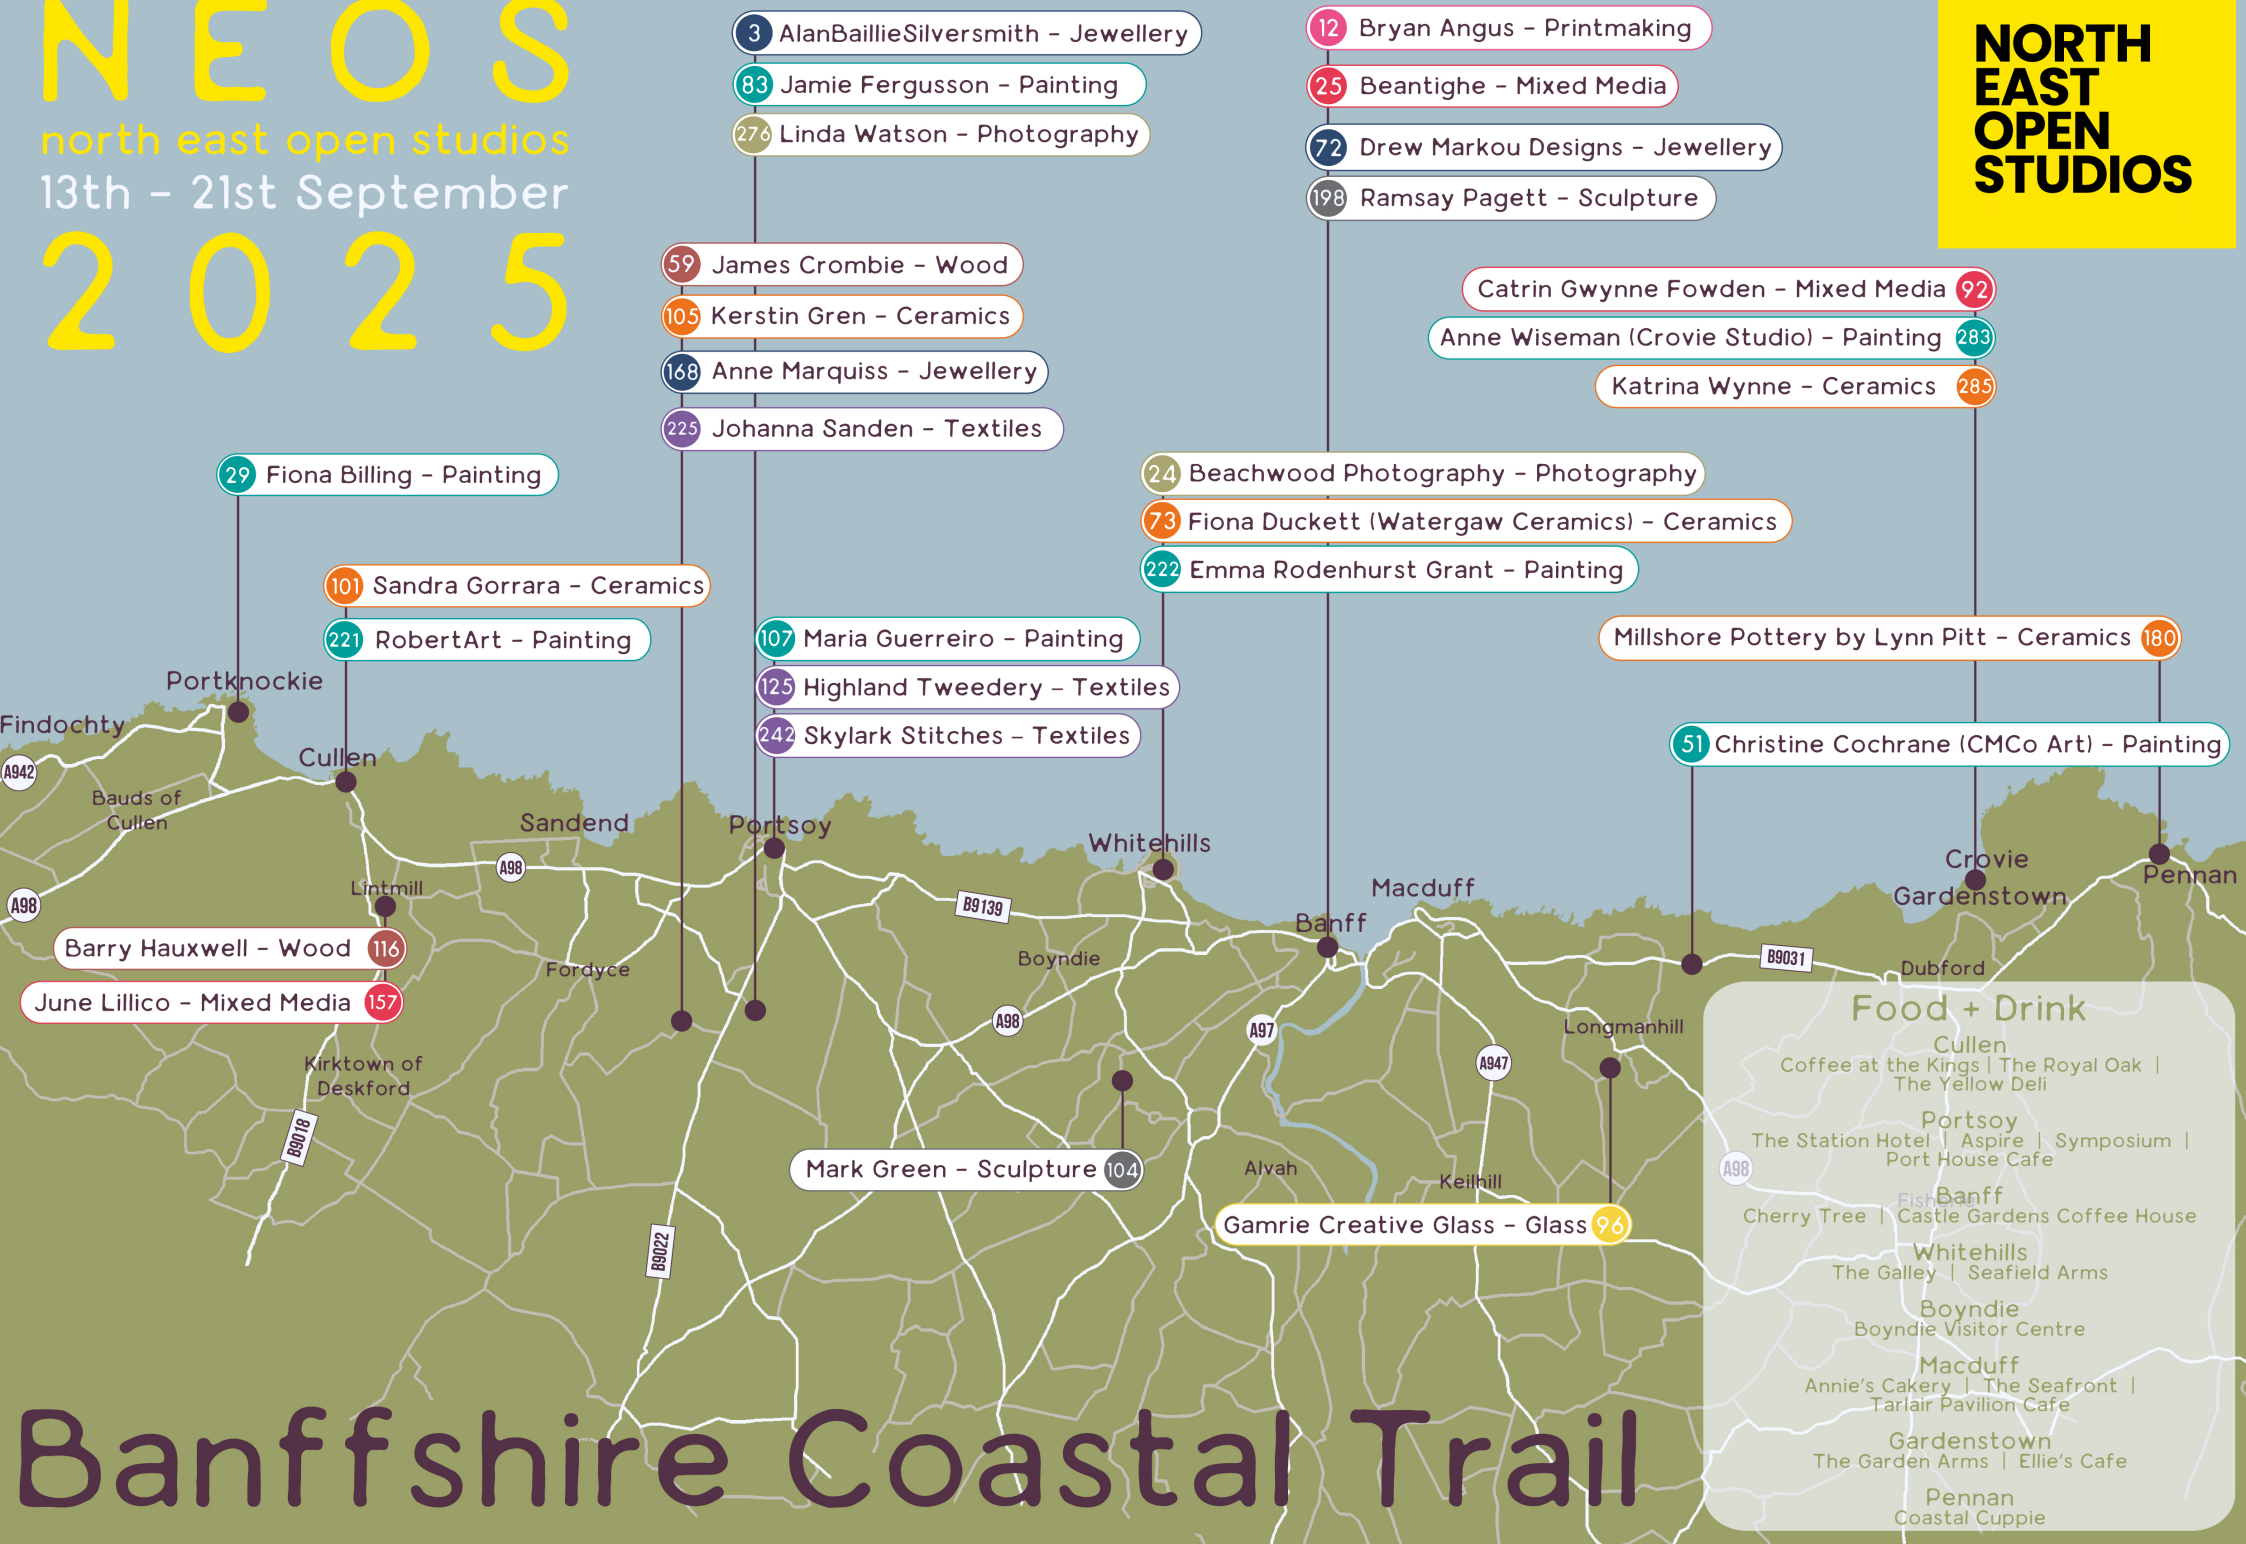 NEOS
north east open studios
13th - 21st September
2025
NORTH
EAST
OPEN
STUDIOS
3 AlanBaillieSilversmith - Jewellery
83 Jamie Fergusson - Painting
276 Linda Watson - Photography
12 Bryan Angus - Printmaking
25 Beantighe - Mixed Media
72 Drew Markou Designs - Jewellery
198 Ramsay Pagett - Sculpture
59 James Crombie - Wood
105 Kerstin Gren - Ceramics
168 Anne Marquiss - Jewellery
225 Johanna Sanden - Textiles
Catrin Gwynne Fowden - Mixed Media 92
Anne Wiseman (Crovie Studio) - Painting 283
Katrina Wynne - Ceramics 285
29 Fiona Billing - Painting
24 Beachwood Photography - Photography
73 Fiona Duckett (Watergaw Ceramics) - Ceramics
222 Emma Rodenhurst Grant - Painting
101 Sandra Gorrara - Ceramics
221 RobertArt - Painting
107 Maria Guerreiro - Painting
125 Highland Tweedery – Textiles
242 Skylark Stitches – Textiles
Millshore Pottery by Lynn Pitt - Ceramics 180
51 Christine Cochrane (CMCo Art) - Painting
Portknockie
Findochty
A942
Cullen
Bauds of
Cullen
Sandend
Portsoy
Whitehills
Crovie
Pennan
Gardenstown
Macduff
Banff
A98
Lintmill
A98
B9139
Barry Hauxwell - Wood 116
June Lillico - Mixed Media 157
Fordyce
Boyndie
B9031
Dubford
A98
A97
Longmanhill
A947
Kirktown of
Deskford
B9018
Mark Green - Sculpture 104
Alvah
Keilhill
A98
Gamrie Creative Glass - Glass 96
B9022
Food + Drink
Cullen
Coffee at the Kings | The Royal Oak |
The Yellow Deli
Portsoy
The Station Hotel | Aspire | Symposium |
Port House Cafe
Banff
Cherry Tree | Castle Gardens Coffee House
Whitehills
The Galley | Seafield Arms
Boyndie
Boyndie Visitor Centre
Macduff
Annie's Cakery | The Seafront |
Tarlair Pavilion Cafe
Gardenstown
The Garden Arms | Ellie's Cafe
Pennan
Coastal Cuppie
Banffshire Coastal Trail